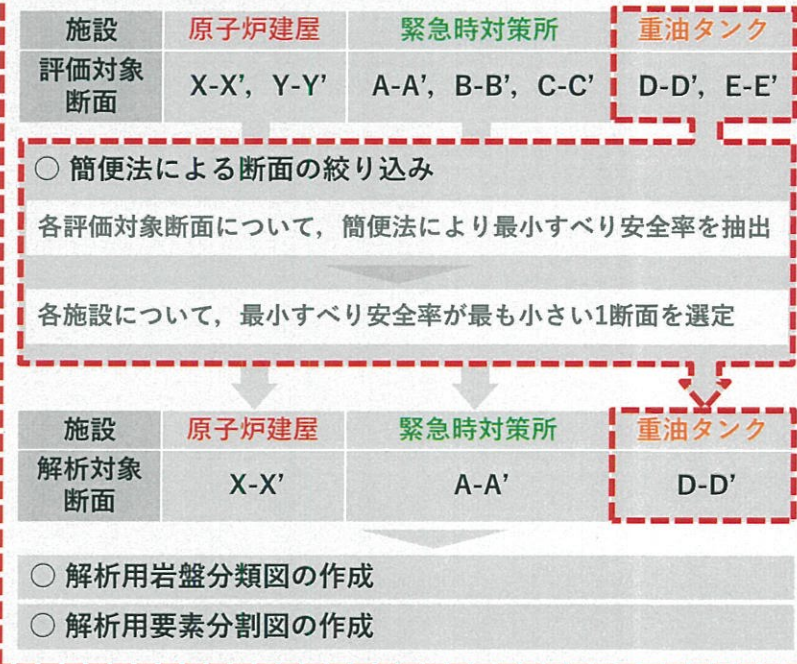 施設 原子炉建屋 緊急時対策所 重油タンク
評価対象
断面 X-X’, Y-Y’ A-A’, B-B’, C-C’ D-D’, E-E’
○ 簡便法による断面の絞り込み
各評価対象断面について，簡便法により最小すべり安全率を抽出
各施設について，最小すべり安全率が最も小さい1断面を選定
施設 原子炉建屋 緊急時対策所 重油タンク
解析対象
断面 X-X’ A-A’ D-D’
○ 解析用岩盤分類図の作成
○ 解析用要素分割図の作成